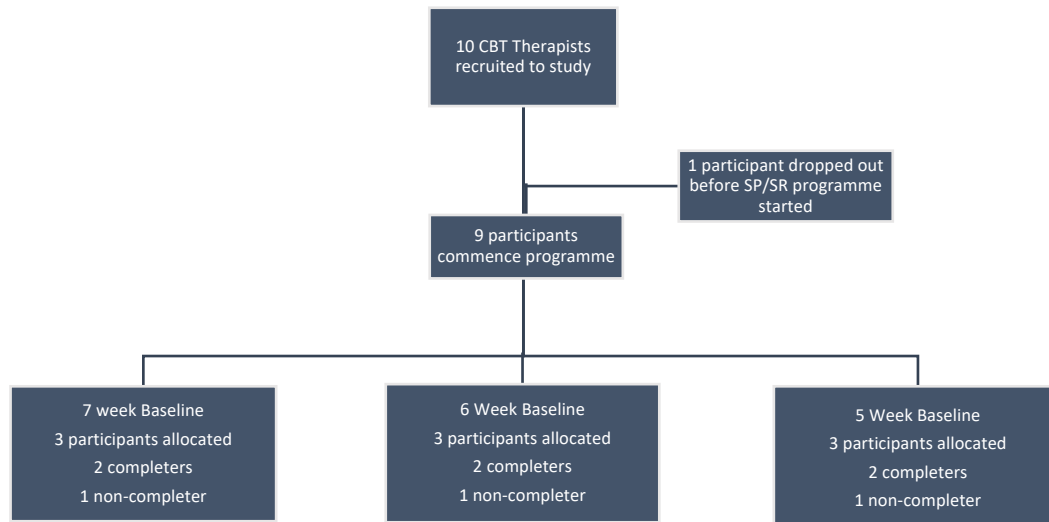 10 CBT Therapists
recruited to study
1 participant dropped out
before SP/SR programme
started
9 participants
commence programme
7 week Baseline
3 participants allocated
2 completers
1 non-completer
6 Week Baseline
3 participants allocated
2 completers
1 non-completer
5 Week Baseline
3 participants allocated
2 completers
1 non-completer